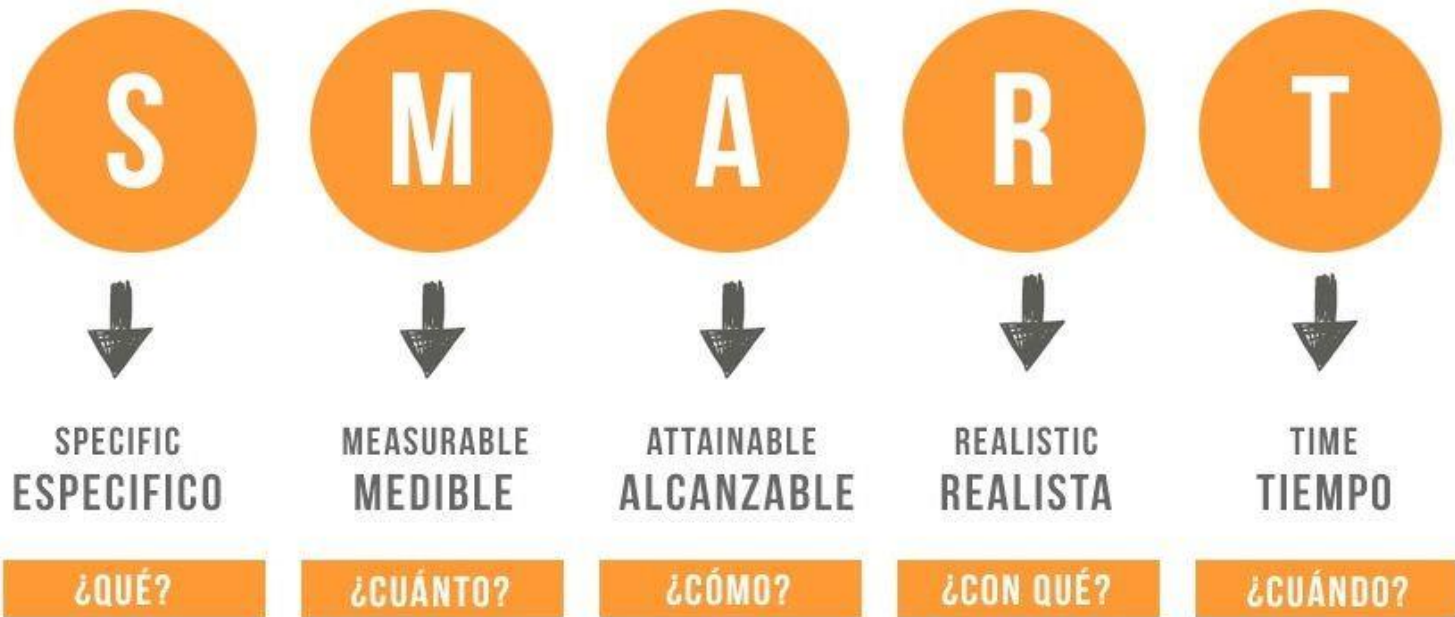 S M A R T
SPECIFIC MEASURABLE ATTAINABLE REALISTIC TIME
ESPECIFICO MEDIBLE ALCANZABLE REALISTA TIEMPO
¿QUÉ? ¿CUÁNTO? ¿CÓMO? ¿CON QUÉ? ¿CUÁNDO?